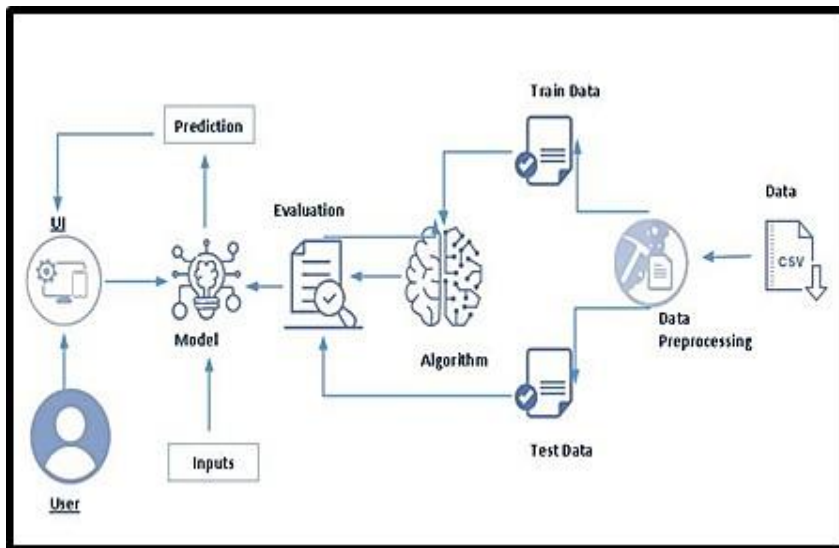 Train Data
Prediction
Data
Evaluation
UI
CSV
Model
Data
Preprocessing
Algorithm
Inputs
Test Data
User